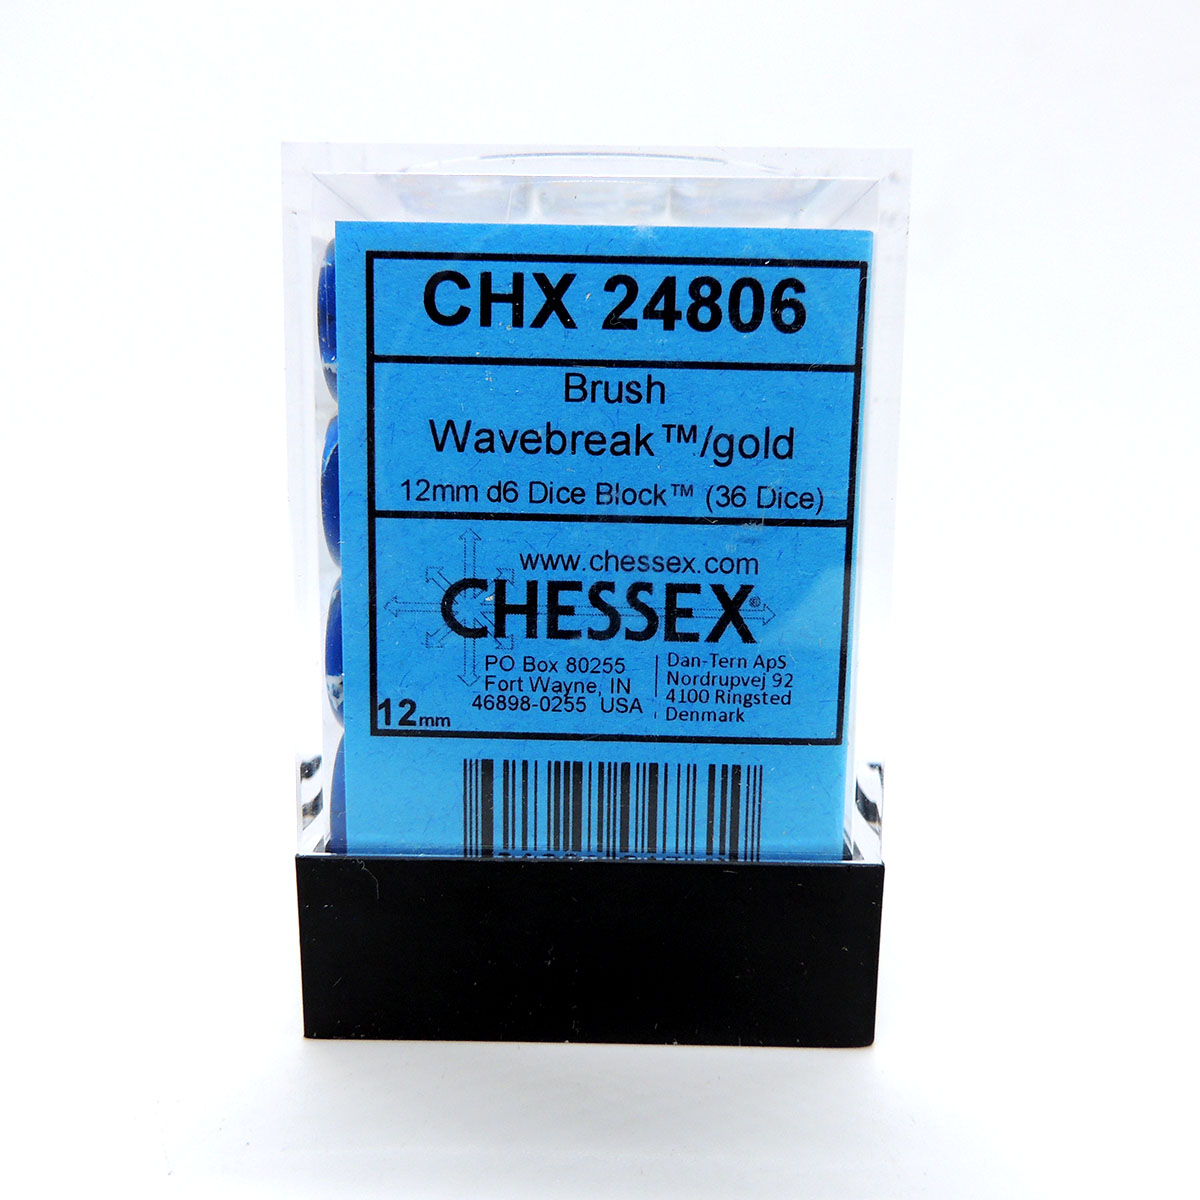 CHX 24806
Brush
Wavebreak™/gold
12mm d6 Dice Block™ (36 Dice)
www.chessex.com
CHESSEX®
PO Box 80255
Fort Wayne, IN
46898-0255 USA
Dan-Tern ApS
Nordrupvej 92
4100 Ringsted
Denmark
12mm